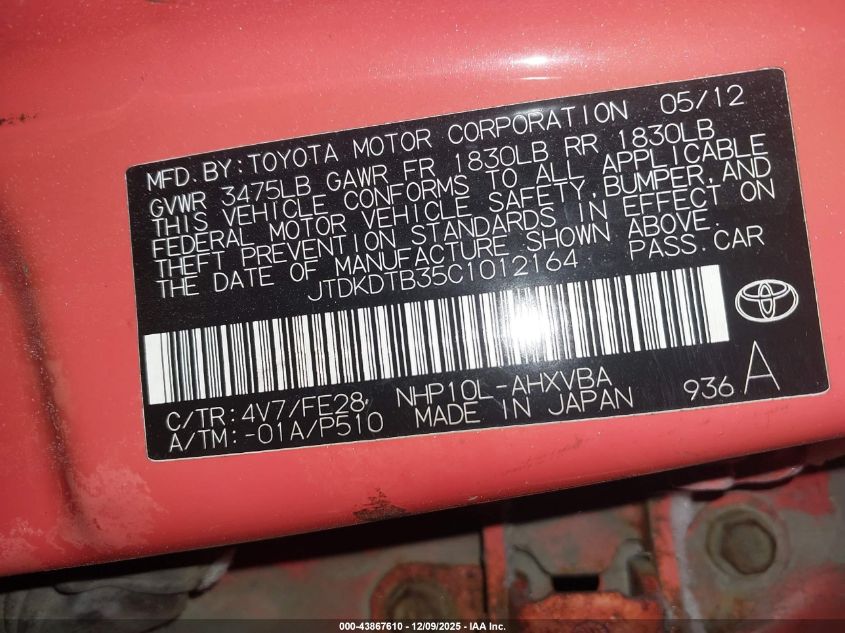 MFD. BY: TOYOTA MOTOR CORPORATION 05/12
GVWR 3475LB GAWR FR 1830LB RR 1830LB
THIS VEHICLE CONFORMS TO ALL APPLICABLE
FEDERAL MOTOR VEHICLE SAFETY, BUMPER, AND
THEFT PREVENTION STANDARDS IN EFFECT ON
THE DATE OF MANUFACTURE SHOWN ABOVE.
JTDKDTB35C1012164 PASS. CAR
C/TR: 4V7/FE28, NHP10L-AHXVBA
A/TM: -01A/P510 MADE IN JAPAN 936 A
000-43867610 - 12/09/2025 - IAA Inc.